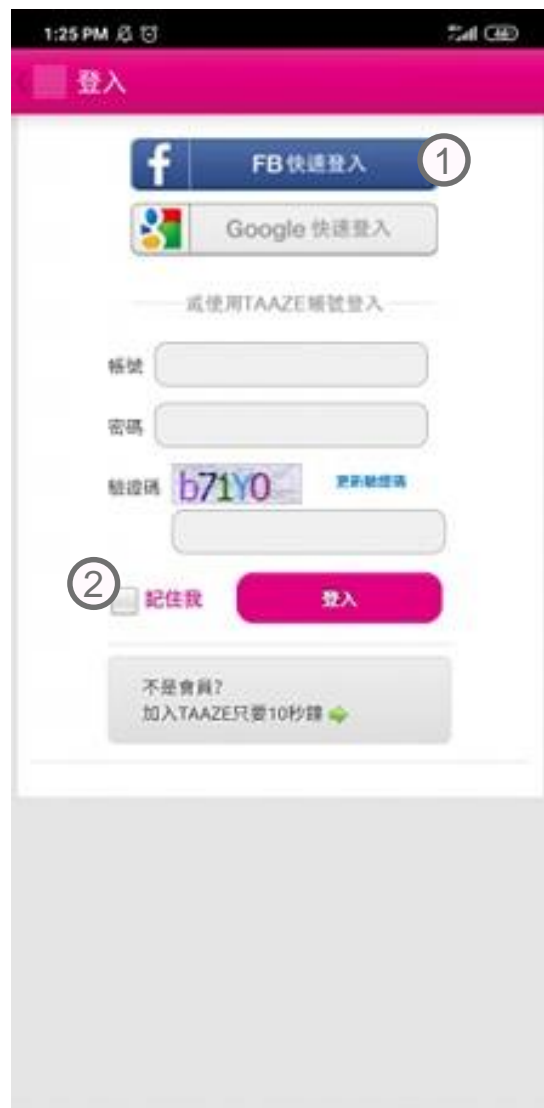 1:25 PM
登入
FB 快速登入
1
Google 快速登入
或使用TAAZE帳號登入
帳號
密碼
驗證碼
b71Y0
更新驗證碼
2
記住我
登入
不是會員?
加入TAAZE只要10秒鐘